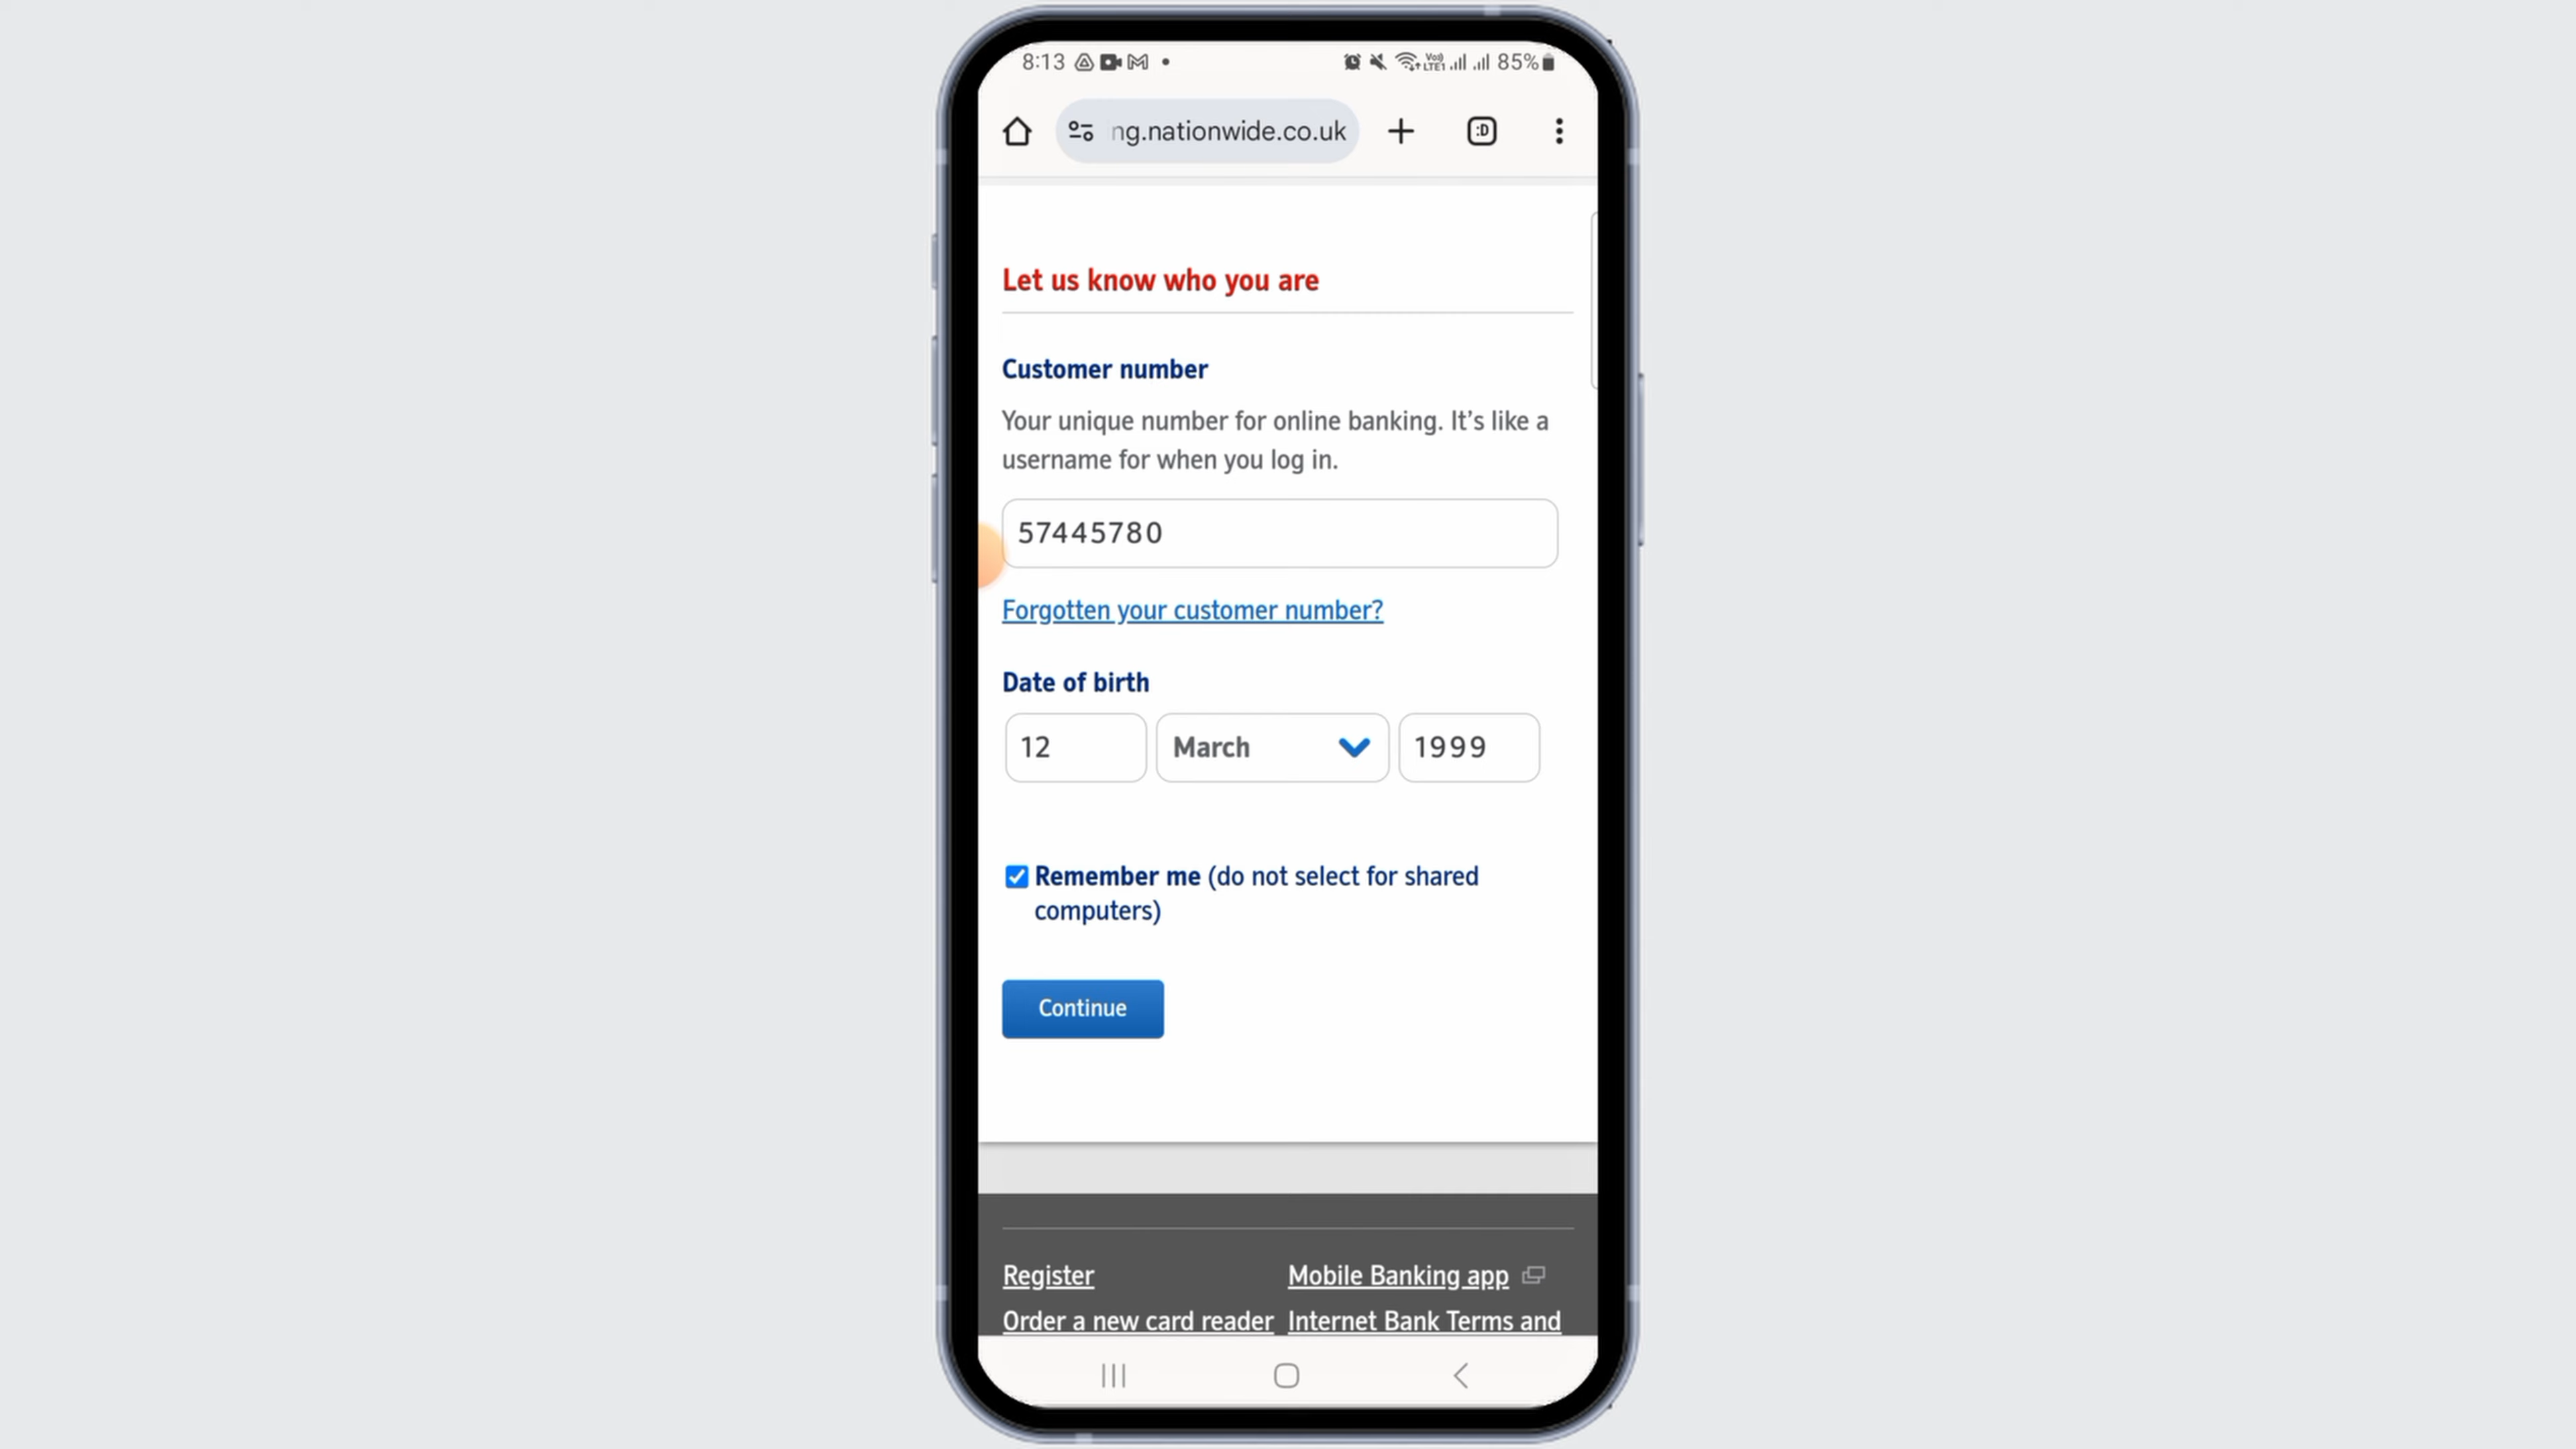 8:13
VoI) LTE1 85%
ng.nationwide.co.uk
:D
Let us know who you are
Customer number
Your unique number for online banking. It’s like a
username for when you log in.
57445780
Forgotten your customer number?
Date of birth
12 March 1999
Remember me (do not select for shared
computers)
Continue
Register Mobile Banking app
Order a new card reader Internet Bank Terms and